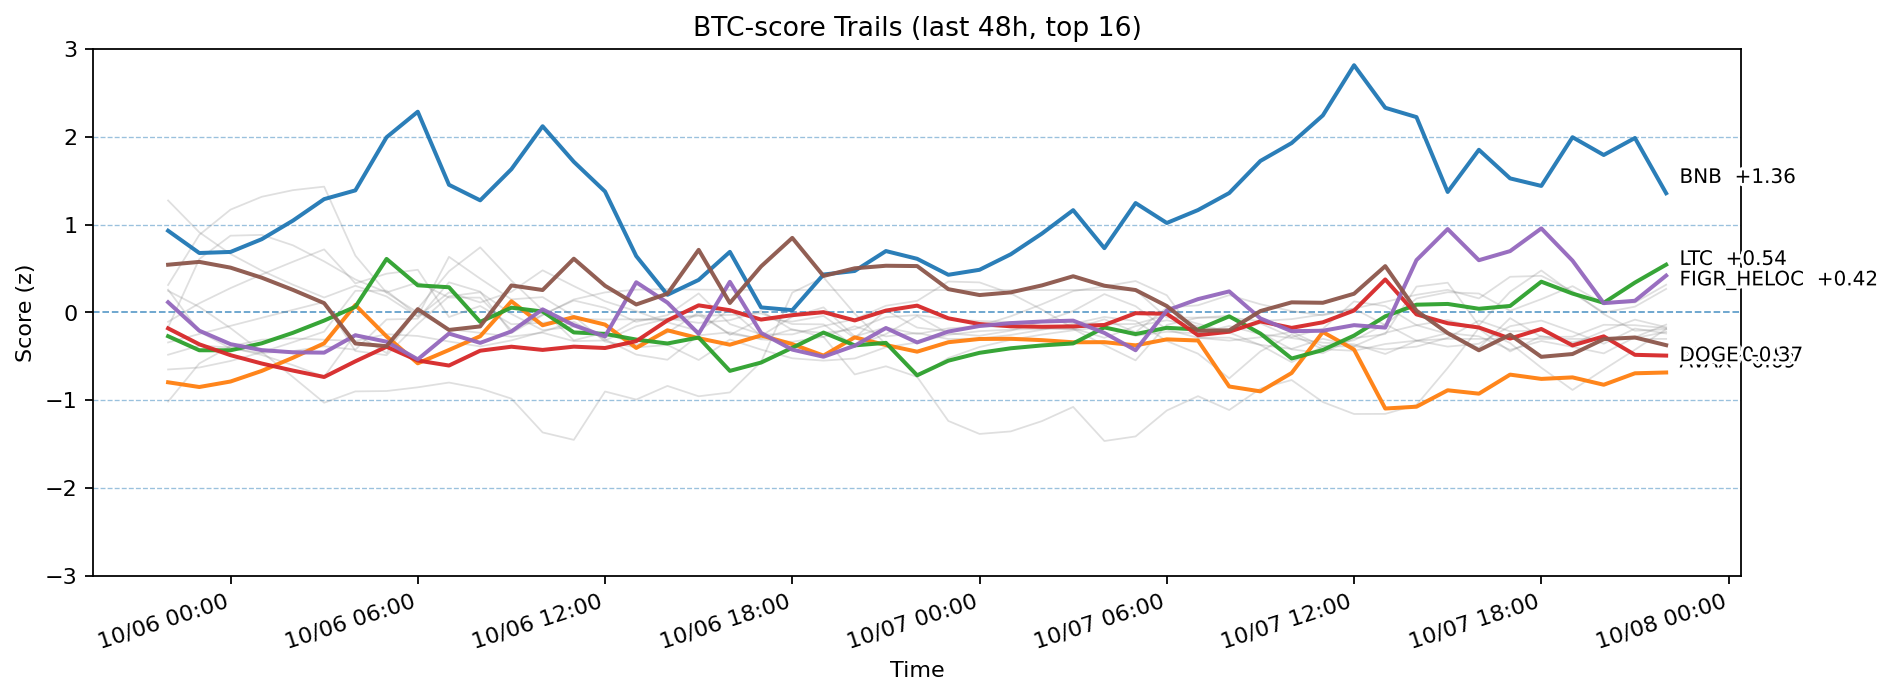 BTC-score Trails (last 48h, top 16)
Score (z)
3
2
1
0
−1
−2
−3
BNB +1.36
LTC +0.54
FIGR_HELOC +0.42
DOGE
10/06 00:00
10/06 06:00
10/06 12:00
10/06 18:00
10/07 00:00
10/07 06:00
10/07 12:00
10/07 18:00
10/08 00:00
Time